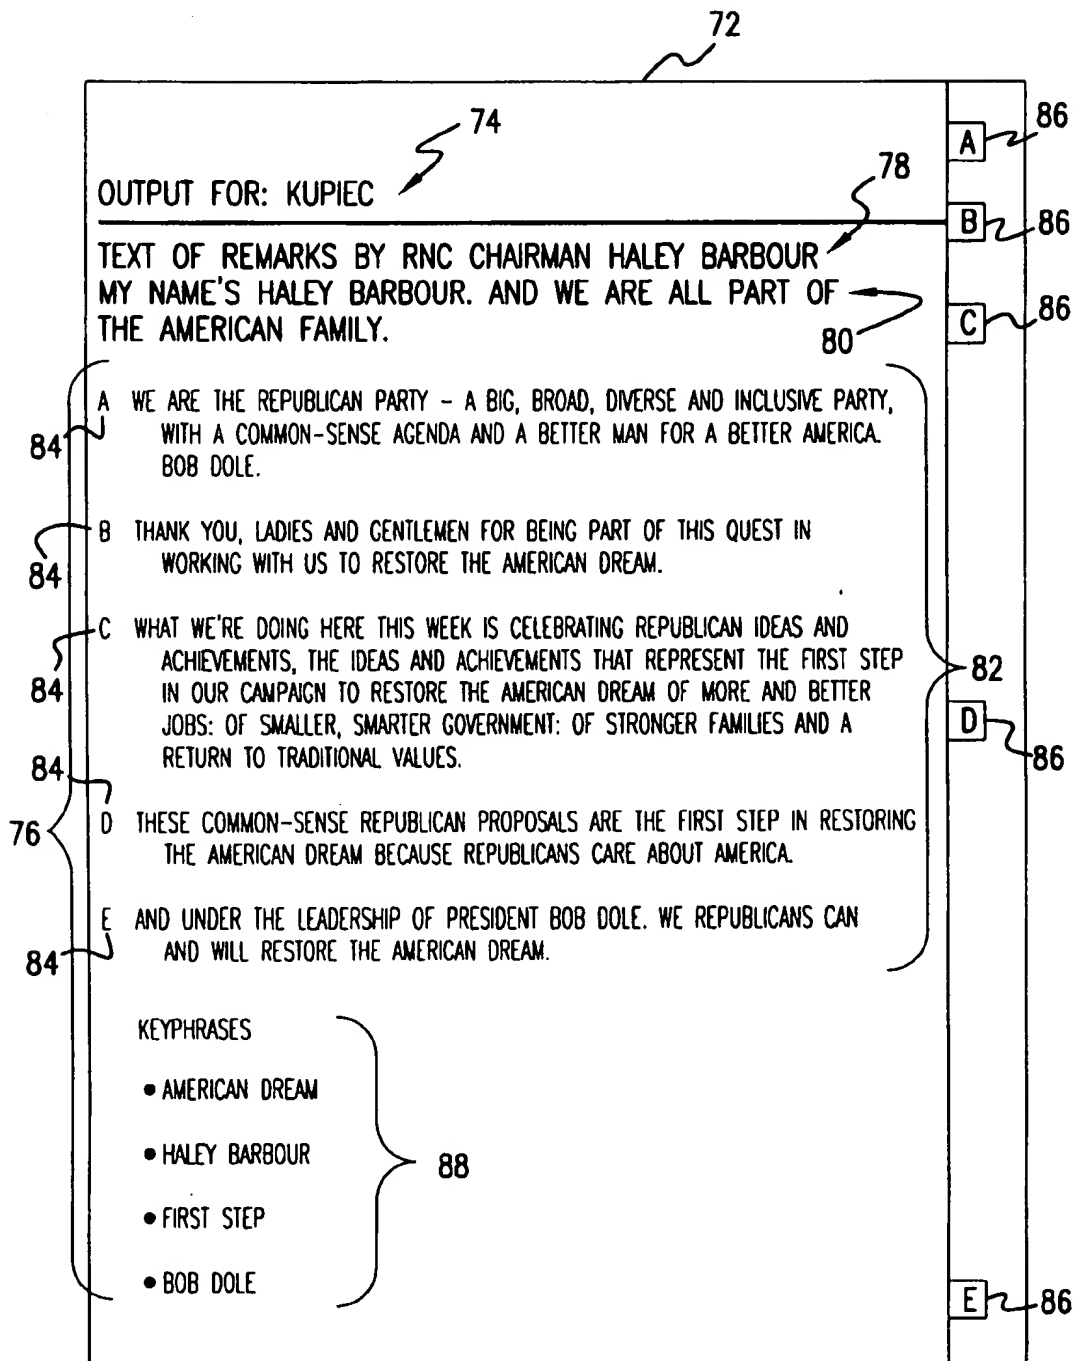 72
86
A
74
78
OUTPUT FOR: KUPIEC
B
86
TEXT OF REMARKS BY RNC CHAIRMAN HALEY BARBOUR
MY NAME'S HALEY BARBOUR. AND WE ARE ALL PART OF
86
C
THE AMERICAN FAMILY.
80
A WE ARE THE REPUBLICAN PARTY - A BIG, BROAD, DIVERSE AND INCLUSIVE PARTY,
84
WITH A COMMON-SENSE AGENDA AND A BETTER MAN FOR A BETTER AMERICA.
BOB DOLE.
B THANK YOU, LADIES AND GENTLEMEN FOR BEING PART OF THIS QUEST IN
84
WORKING WITH US TO RESTORE THE AMERICAN DREAM.
C WHAT WE'RE DOING HERE THIS WEEK IS CELEBRATING REPUBLICAN IDEAS AND
ACHIEVEMENTS, THE IDEAS AND ACHIEVEMENTS THAT REPRESENT THE FIRST STEP
82
84
IN OUR CAMPAIGN TO RESTORE THE AMERICAN DREAM OF MORE AND BETTER
JOBS: OF SMALLER, SMARTER GOVERNMENT: OF STRONGER FAMILIES AND A
D
RETURN TO TRADITIONAL VALUES.
86
84
76
D THESE COMMON-SENSE REPUBLICAN PROPOSALS ARE THE FIRST STEP IN RESTORING
THE AMERICAN DREAM BECAUSE REPUBLICANS CARE ABOUT AMERICA.
E AND UNDER THE LEADERSHIP OF PRESIDENT BOB DOLE. WE REPUBLICANS CAN
84
AND WILL RESTORE THE AMERICAN DREAM.
KEYPHRASES
• AMERICAN DREAM
• HALEY BARBOUR
88
• FIRST STEP
• BOB DOLE
E
86